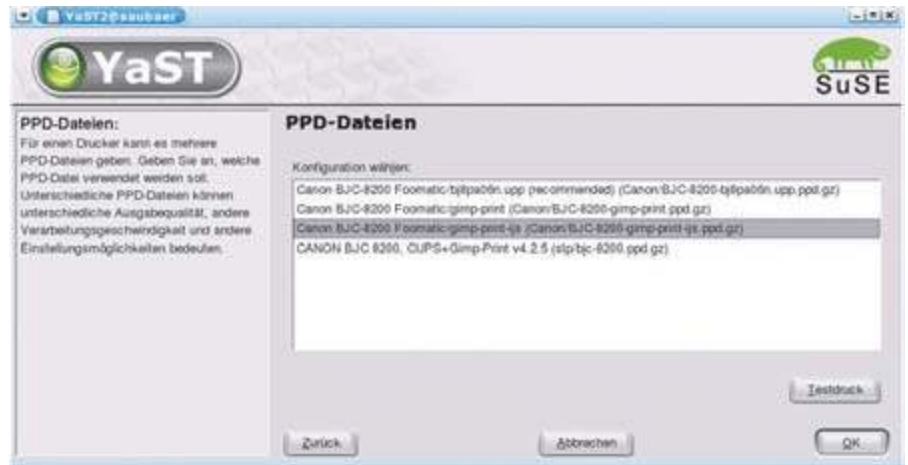 YaST2@saubaer
YaST
SuSE
PPD-Dateien:
Für einen Drucker kann es mehrere
PPD-Dateien geben. Geben Sie an, welche
PPD-Datei verwendet werden soll.
Unterschiedliche PPD-Dateien können
unterschiedliche Ausgabequalität, andere
Verarbeitungsgeschwindigkeit und andere
Einstellungsmöglichkeiten bedeuten.
PPD-Dateien
Konfiguration wählen:
Canon BJC-8200 Foomatic/bj8pa06n.upp (recommended) (Canon/BJC-8200-bj8pa06n.upp.ppd.gz)
Canon BJC-8200 Foomatic/gimp-print (Canon/BJC-8200-gimp-print.ppd.gz)
Canon BJC-8200 Foomatic/gimp-print-ijs (Canon/BJC-8200-gimp-print-ijs.ppd.gz)
CANON BJC 8200, CUPS+Gimp-Print v4.2.5 (stp/bjc-8200.ppd.gz)
Testdruck
Zurück
Abbrechen
OK